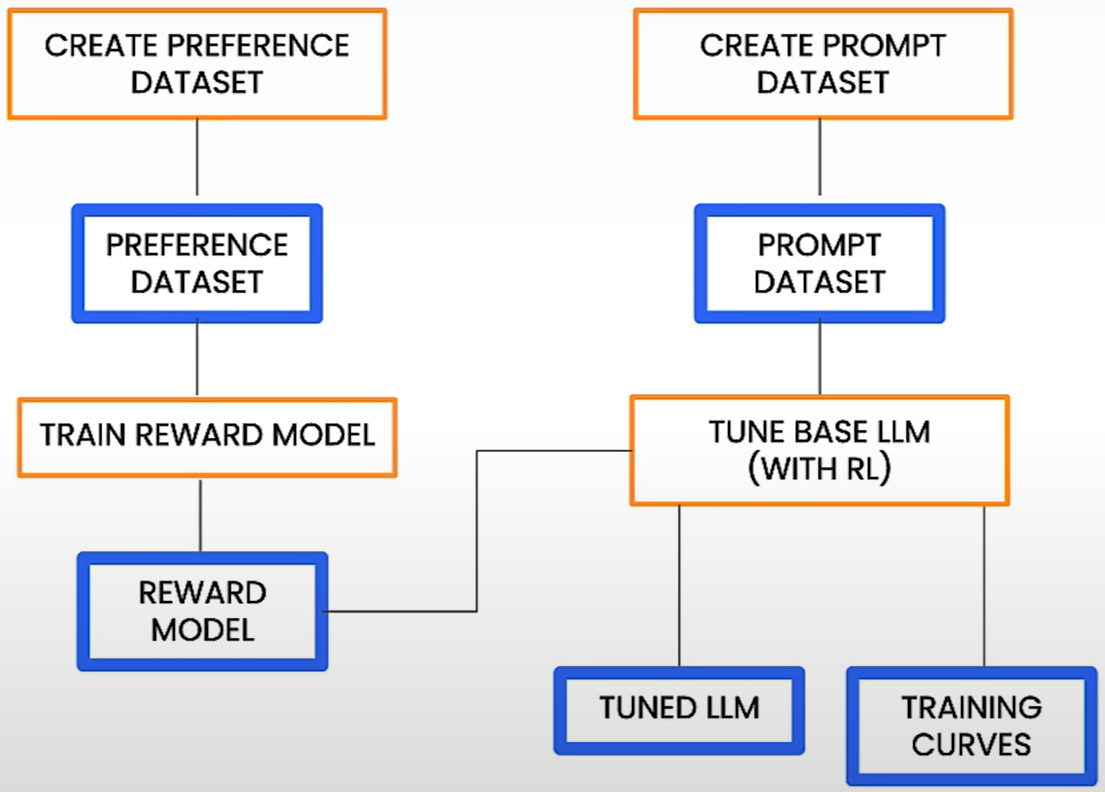 CREATE PREFERENCE
DATASET
CREATE PROMPT
DATASET
PREFERENCE
DATASET
PROMPT
DATASET
TRAIN REWARD MODEL
TUNE BASE LLM
(WITH RL)
REWARD
MODEL
TUNED LLM
TRAINING
CURVES